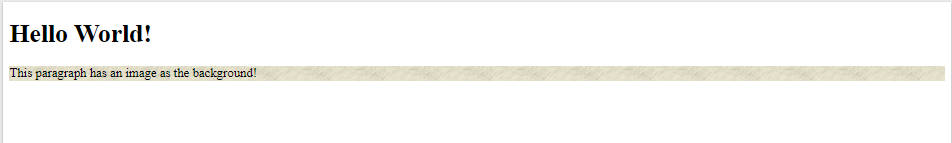 Hello World!
This paragraph has an image as the background!